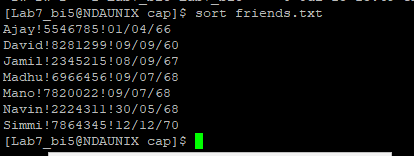 [Lab7_bi5@NDAUNIX cap]$ sort friends.txt
Ajay!5546785!01/04/66
David!8281299!09/09/60
Jamil!2345215!08/09/67
Madhu!6966456!09/07/68
Mano!7820022!09/07/68
Navin!2224311!30/05/68
Simmi!7864345!12/12/70
[Lab7_bi5@NDAUNIX cap]$